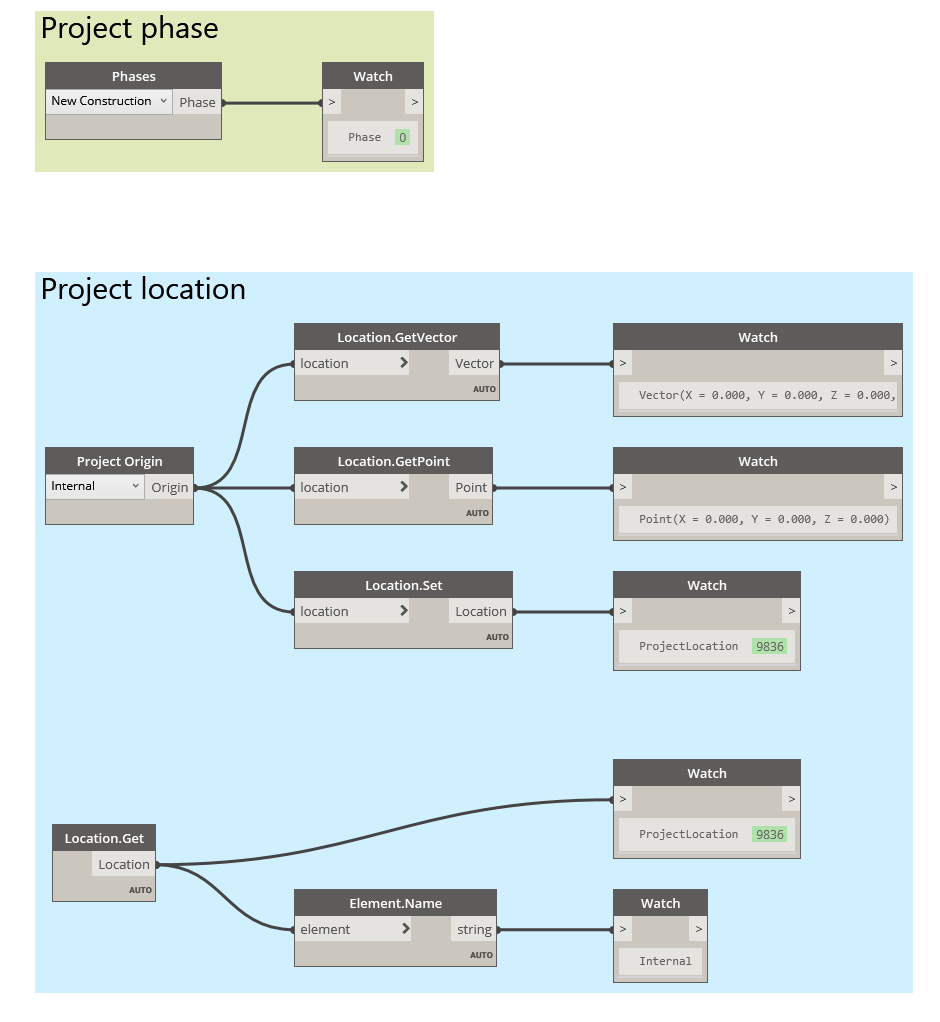 Project phase
Phases
New Construction
Phase
Watch
>
>
Phase 0
Project location
Location.GetVector
location
Vector
AUTO
Watch
>
>
Vector(X = 0.000, Y = 0.000, Z = 0.000,
Project Origin
Internal
Origin
Location.GetPoint
location
Point
AUTO
Watch
>
>
Point(X = 0.000, Y = 0.000, Z = 0.000)
Location.Set
location
Location
AUTO
Watch
>
>
ProjectLocation 9836
Watch
>
>
ProjectLocation 9836
Location.Get
Location
AUTO
Element.Name
element
string
AUTO
Watch
>
>
Internal